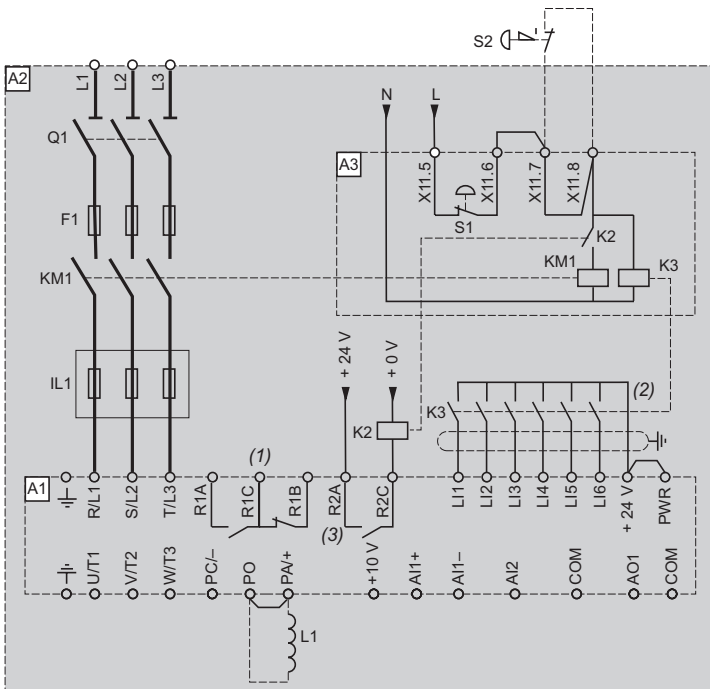 S2
A2
L1
L2
L3
N
L
Q1
A3
X11.5
X11.6
X11.7
X11.8
S1
K2
F1
KM1
K3
KM1
+ 24 V
+ 0 V
IL1
(2)
K3
K2
(1)
A1
R/L1
S/L2
T/L3
R1A
R1C
R1B
R2A
R2C
LI1
LI2
LI3
LI4
LI5
LI6
+ 24 V
PWR
(3)
U/T1
V/T2
W/T3
PC/–
PO
PA/+
+10 V
AI1+
AI1–
AI2
COM
AO1
COM
L1